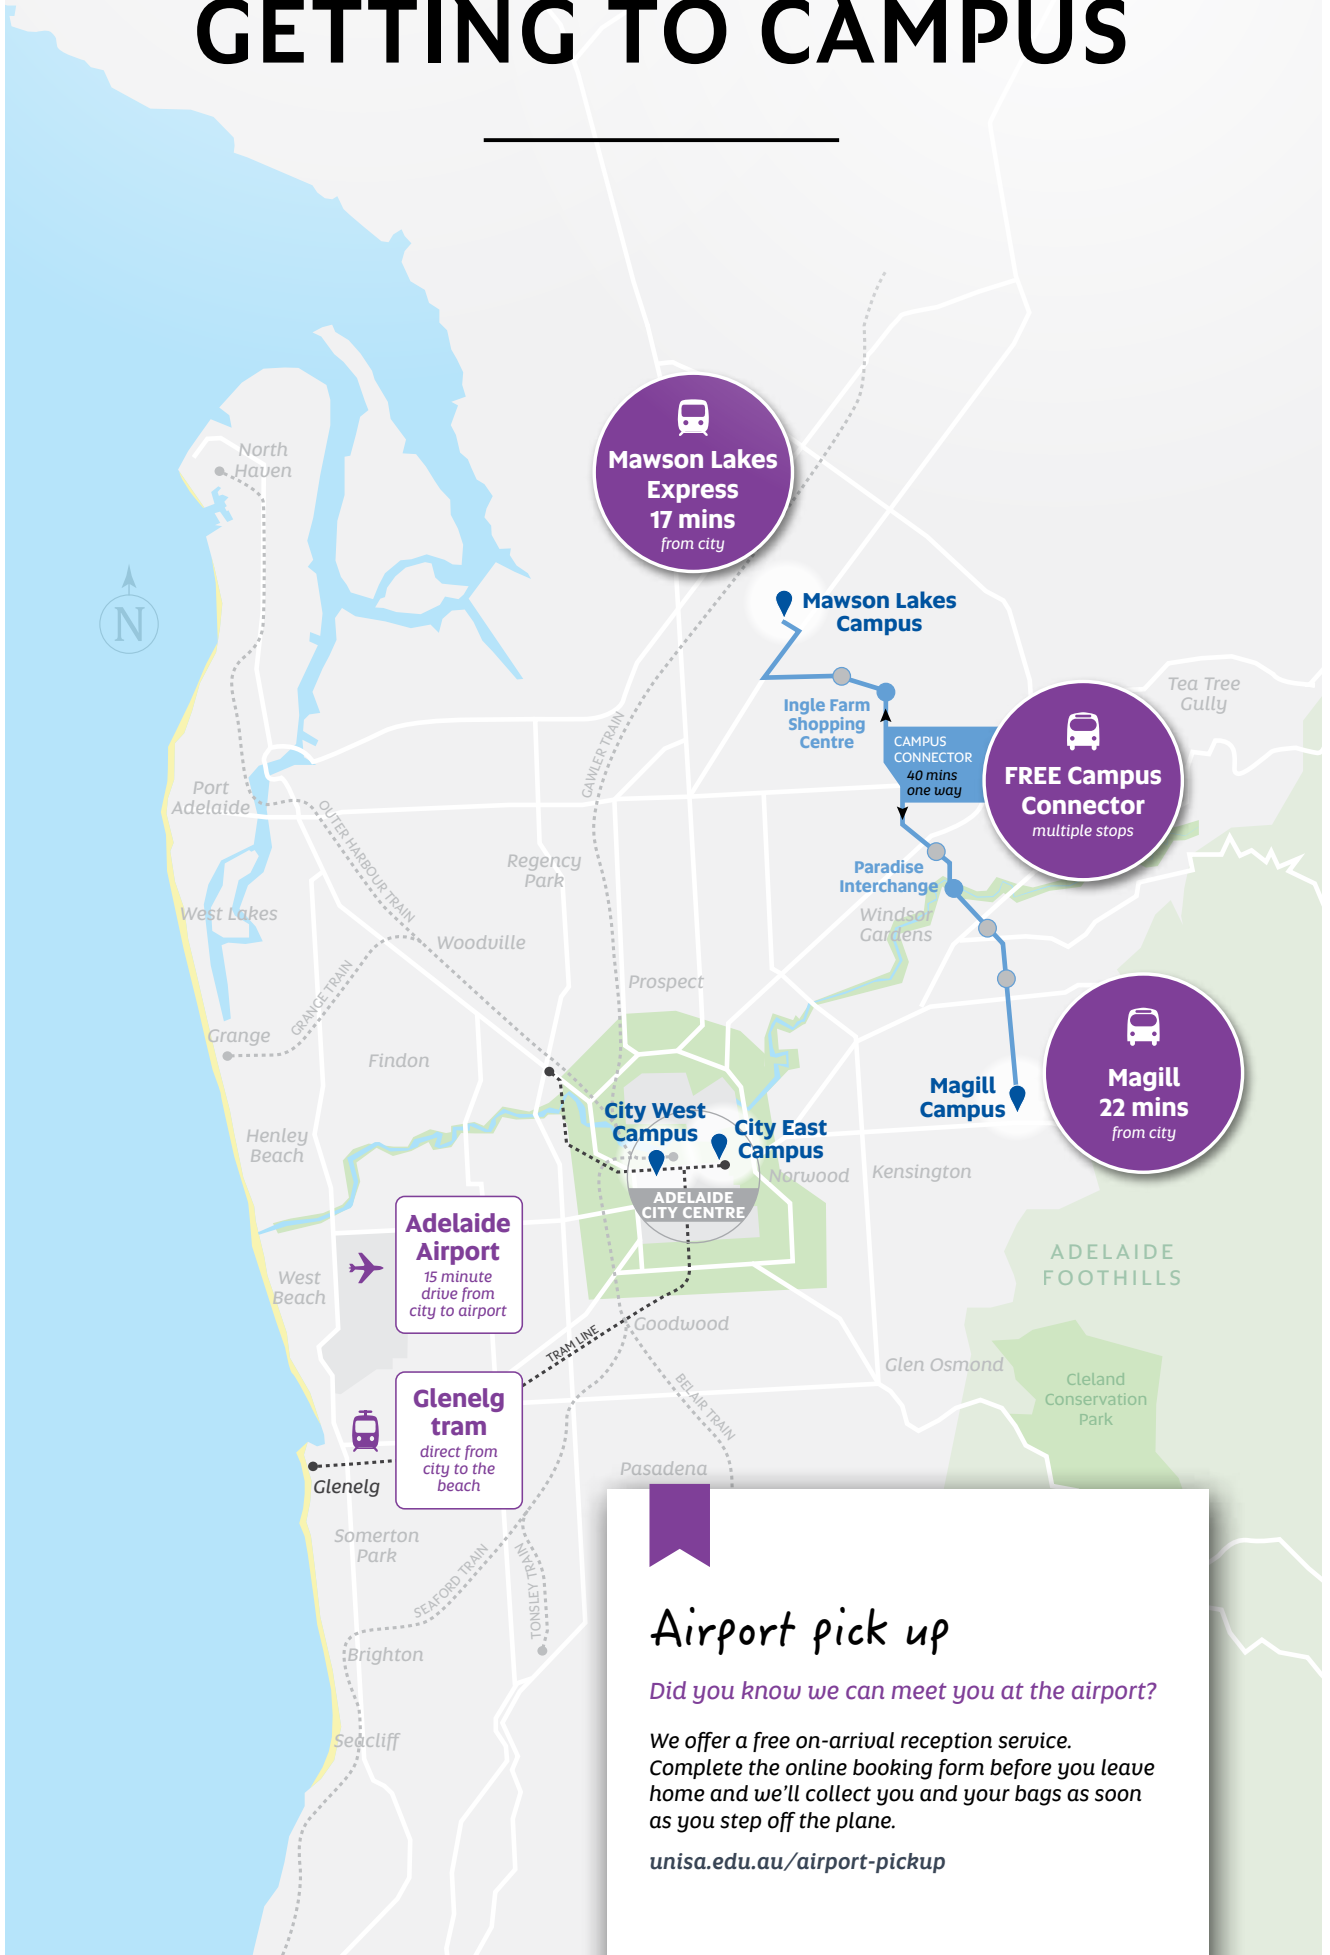 GETTING TO CAMPUS
Mawson Lakes
Express
17 mins
from city
North
Haven
N
Mawson Lakes
Campus
Tea Tree
Gully
Ingle Farm
Shopping
Centre
CAMPUS
CONNECTOR
40 mins
one way
FREE Campus
Connector
multiple stops
GAWLER TRAIN
Port
Adelaide
OUTER HARBOUR TRAIN
Regency
Park
Paradise
Interchange
West Lakes
Windsor
Gardens
Woodville
Prospect
GRANGE TRAIN
Grange
Findon
Magill
22 mins
from city
Magill
Campus
City West
Campus
City East
Campus
Henley
Beach
Norwood
Kensington
ADELAIDE
CITY CENTRE
Adelaide
Airport
15 minute
drive from
city to airport
West
Beach
ADELAIDE
FOOTHILLS
Goodwood
TRAM LINE
Glen Osmond
BELAIR TRAIN
Cleland
Conservation
Park
Glenelg
tram
direct from
city to the
beach
Glenelg
Pasadena
Somerton
Park
SEAFORD TRAIN
TONSLEY TRAIN
Brighton
Seacliff
Airport pick up
Did you know we can meet you at the airport?
We offer a free on-arrival reception service.
Complete the online booking form before you leave
home and we'll collect you and your bags as soon
as you step off the plane.
unisa.edu.au/airport-pickup